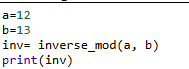 a=12
b=13
inv= inverse_mod(a, b)
print(inv)